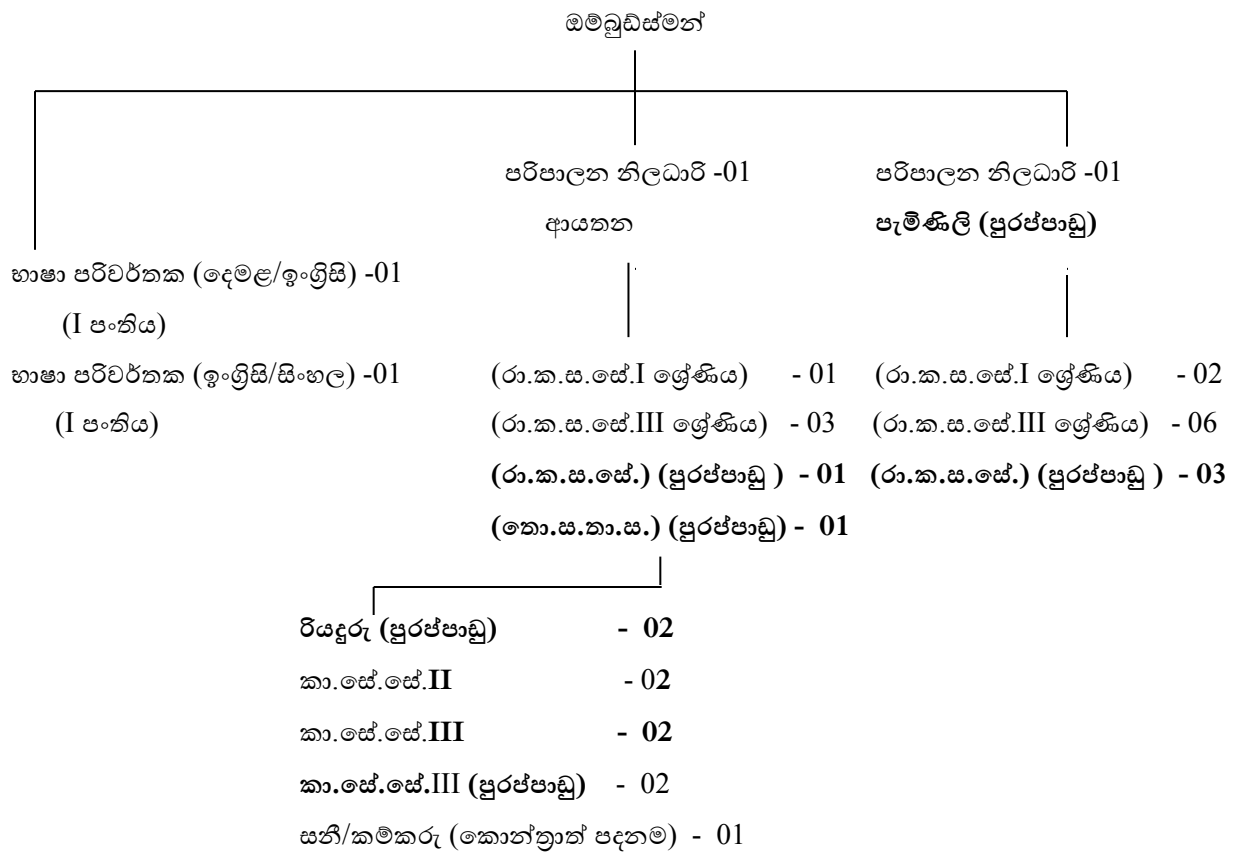 ඔම්බුඩ්ස්මන්
පරිපාලන නිලධාරි -01
ආයතන
පරිපාලන නිලධාරි -01
පැමිණිලි (පුරප්පාඩු)
භාෂා පරිවර්තක (දෙමළ/ඉංග්‍රිසි) -01
(I පංතිය)
භාෂා පරිවර්තක (ඉංග්‍රිසි/සිංහල) -01
(I පංතිය)
(රා.ක.ස.සේ.I ශ්‍රේණිය) - 01
(රා.ක.ස.සේ.III ශ්‍රේණිය) - 03
(රා.ක.ස.සේ.) (පුරප්පාඩු ) - 01
(තො.ස.තා.ස.) (පුරප්පාඩු) - 01
(රා.ක.ස.සේ.I ශ්‍රේණිය) - 02
(රා.ක.ස.සේ.III ශ්‍රේණිය) - 06
(රා.ක.ස.සේ.) (පුරප්පාඩු ) - 03
රියදුරු (පුරප්පාඩු) - 02
කා.සේ.සේ.II - 02
කා.සේ.සේ.III - 02
කා.සේ.සේ.III (පුරප්පාඩු) - 02
සනී/කම්කරු (කොන්ත්‍රාත් පදනම) - 01